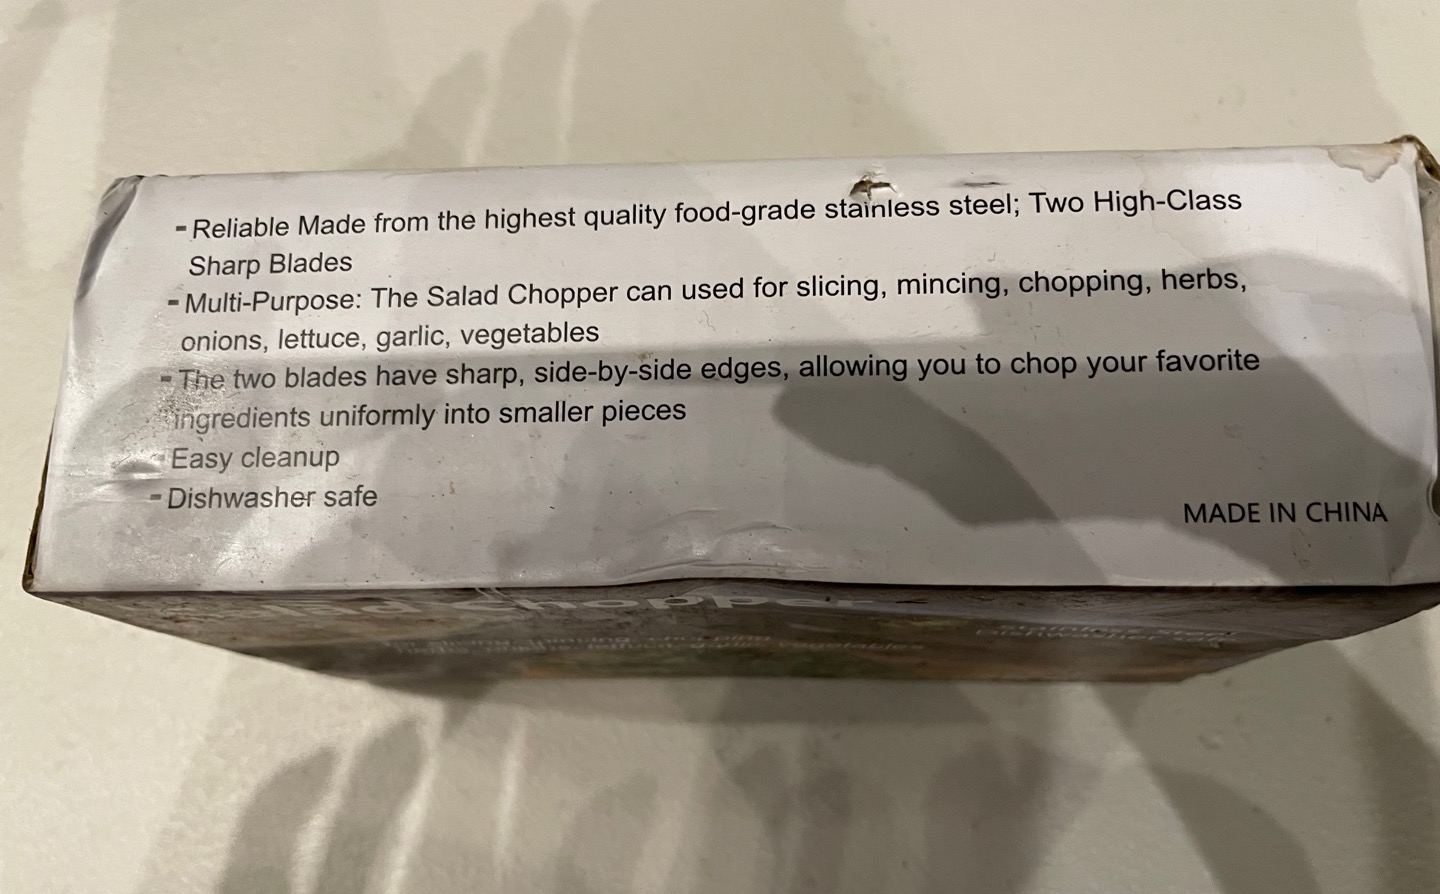 - Reliable Made from the highest quality food-grade stainless steel; Two High-Class
Sharp Blades
- Multi-Purpose: The Salad Chopper can used for slicing, mincing, chopping, herbs,
onions, lettuce, garlic, vegetables
- The two blades have sharp, side-by-side edges, allowing you to chop your favorite
ingredients uniformly into smaller pieces
- Easy cleanup
- Dishwasher safe
MADE IN CHINA
Salad Chopper